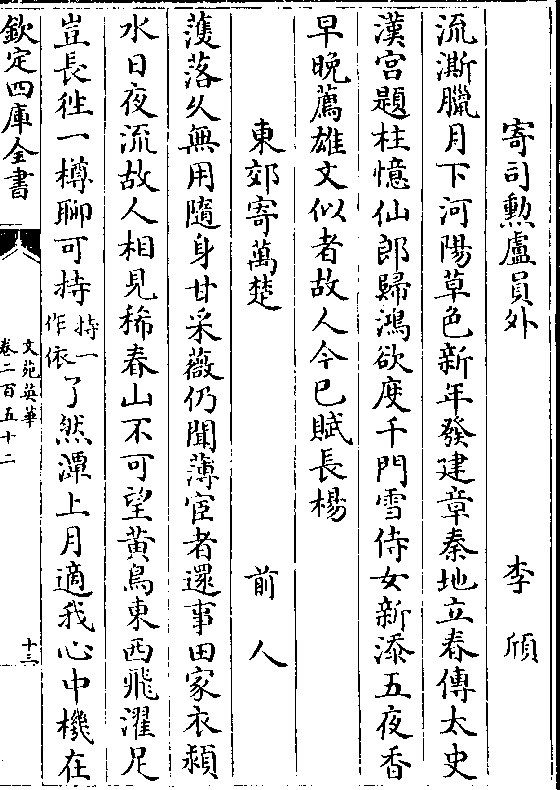 寄司勲盧員外 李頎
流澌臘月下河陽草色新年發建章秦地立春傳太史
漢宮題柱憶仙郎歸鴻欲度千門雪侍女新添五夜香
早晚薦雄文似者故人今已賦長楊
東郊寄萬楚 前人
濩落久無用隨身甘采薇仍聞薄宦者還事田家衣潁
水日夜流故人相見稀春山不可望黃鳥東西飛濯足
豈長往一樽聊可持持一作依了然潭上月適我心中機在
欽定四庫全書
文苑英華
卷二百五十二
十三